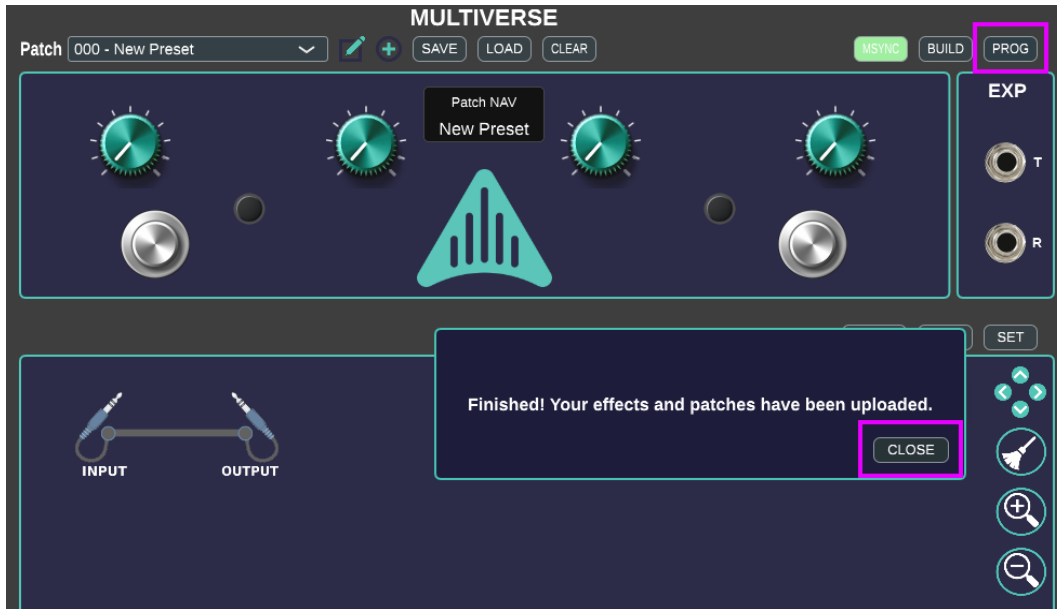 MULTIVERSE
Patch 000 - New Preset SAVE LOAD CLEAR MSYNC BUILD PROG
Patch NAV
New Preset
EXP
T
R
SET
Finished! Your effects and patches have been uploaded.
CLOSE
INPUT OUTPUT